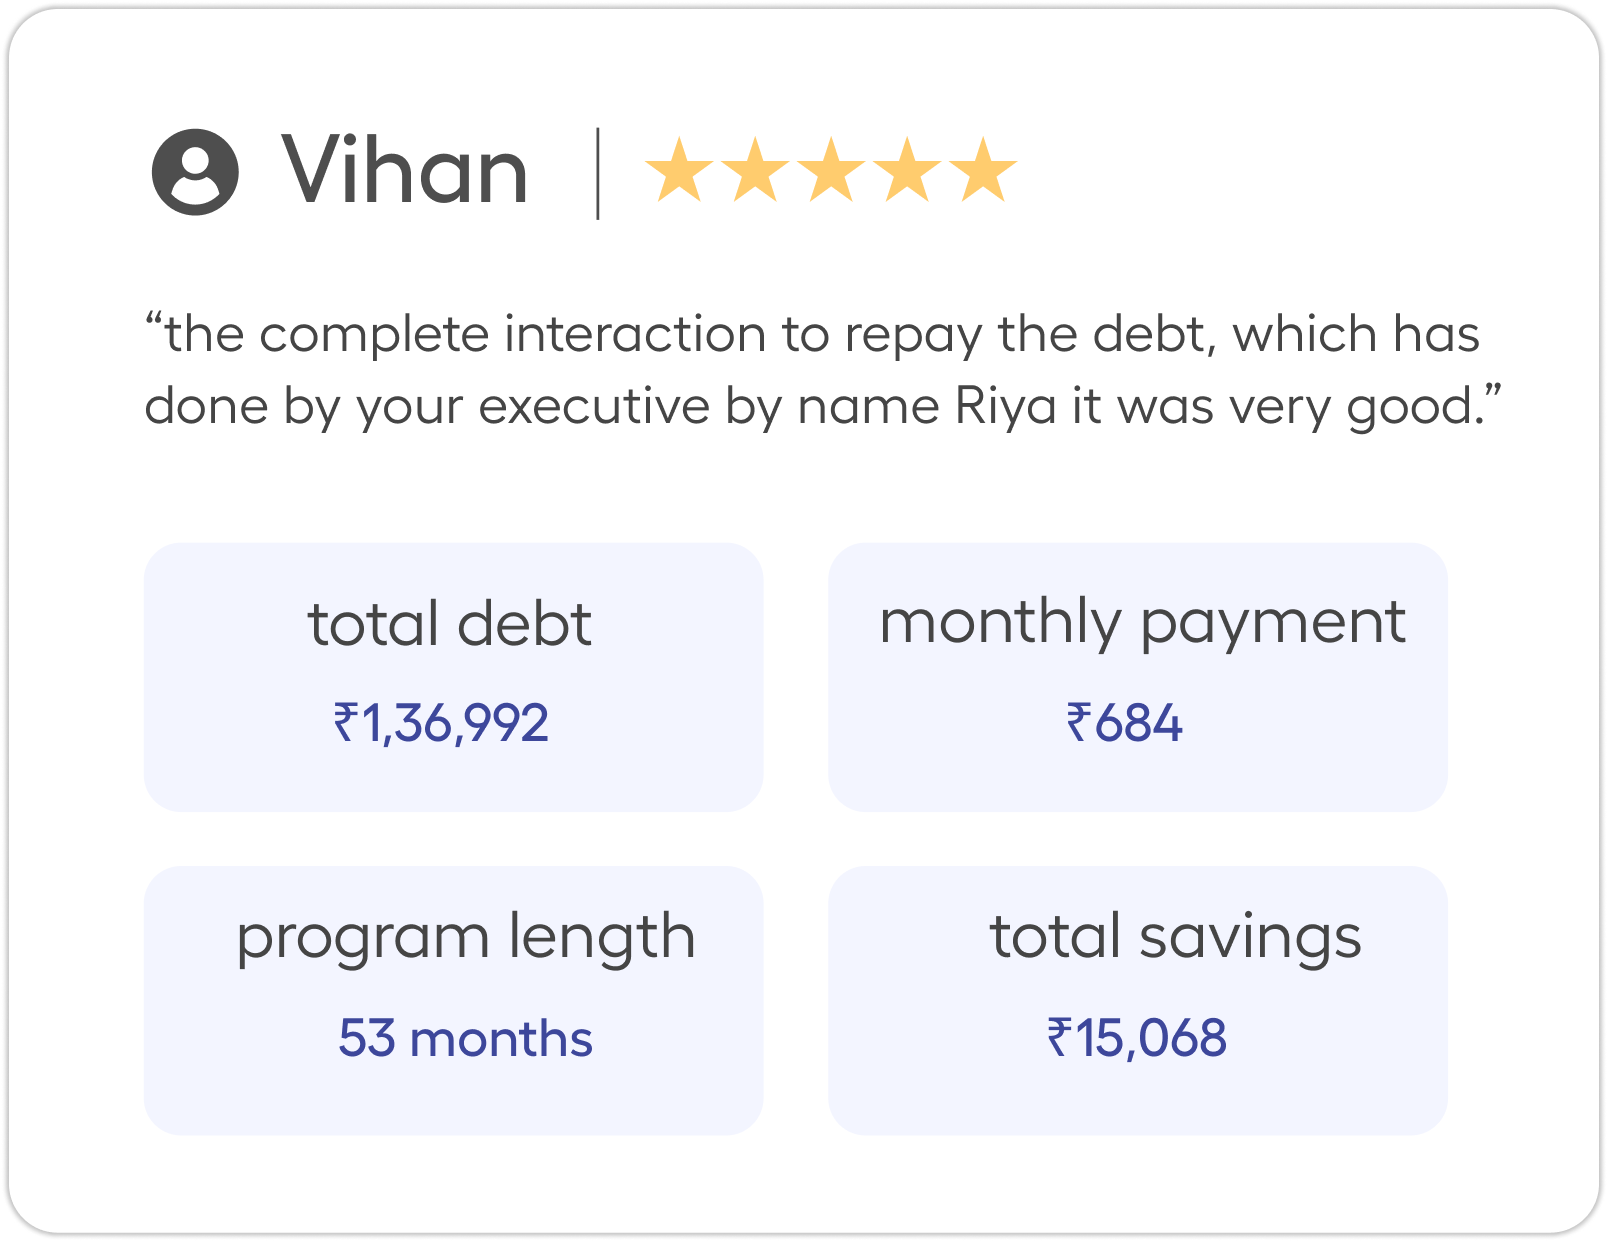 Vihan
“the complete interaction to repay the debt, which has
done by your executive by name Riya it was very good.”
total debt
₹1,36,992
monthly payment
₹684
program length
53 months
total savings
₹15,068